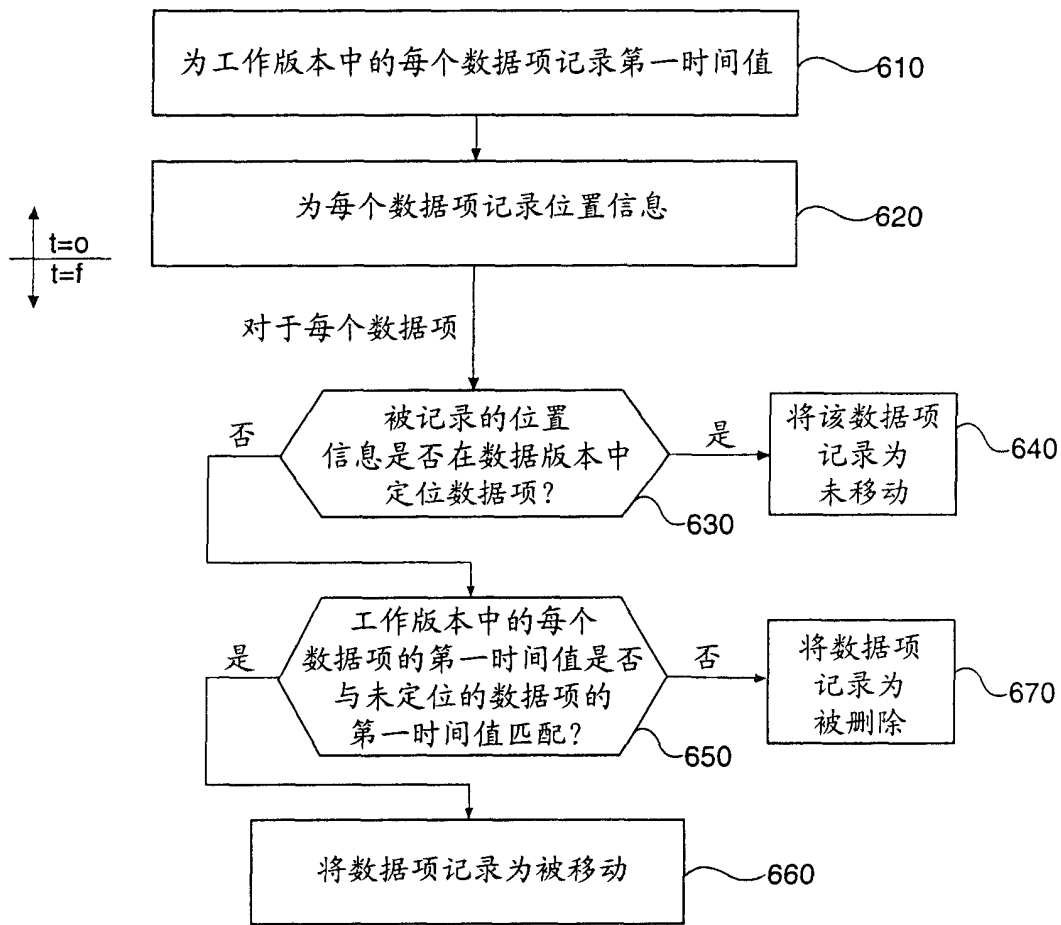 为工作版本中的每个数据项记录第一时间值
610
为每个数据项记录位置信息
620
t=o
t=f
对于每个数据项
被记录的位置
信息是否在数据版本中
定位数据项?
630
否
是
将该数据项
记录为
未移动
640
工作版本中的每个
数据项的第一时间值是否
与未定位的数据项的
第一时间值匹配?
650
是
否
将数据项
记录为
被删除
670
将数据项记录为被移动
660